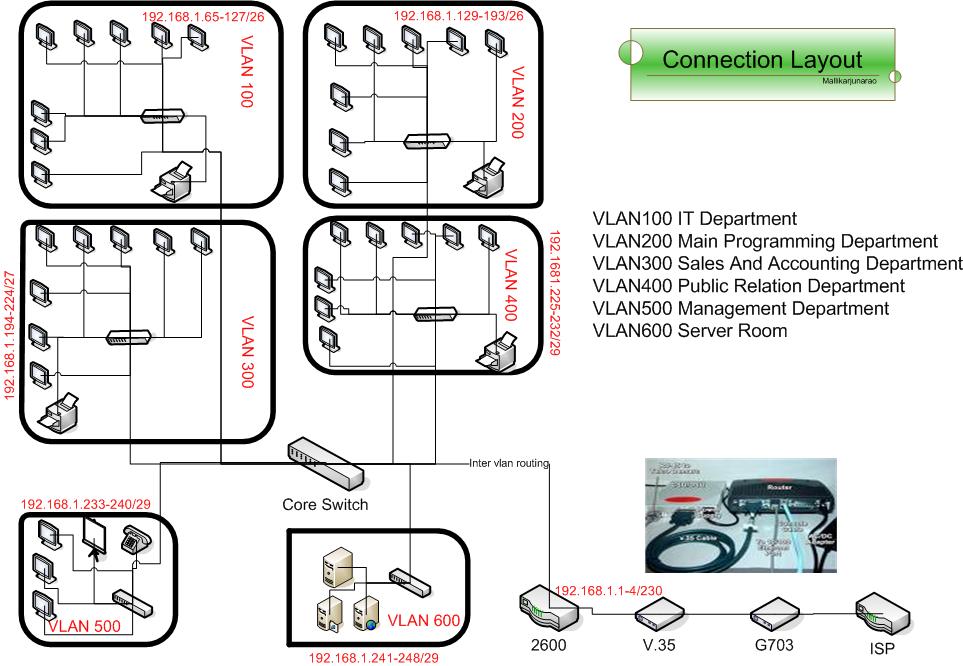 192.168.1.65-127/26
VLAN 100
192.168.1.129-193/26
VLAN 200
Connection Layout
Mallikarjunarao
VLAN100 IT Department
VLAN200 Main Programming Department
VLAN300 Sales And Accounting Department
VLAN400 Public Relation Department
VLAN500 Management Department
VLAN600 Server Room
192.168.1.194-224/27
VLAN 300
VLAN 400
192.1681.225-232/29
Core Switch
Inter vlan routing
Router
v.35 Cable
192.168.1.233-240/29
VLAN 500
VLAN 600
192.168.1.241-248/29
192.168.1.1-4/230
2600
V.35
G703
ISP